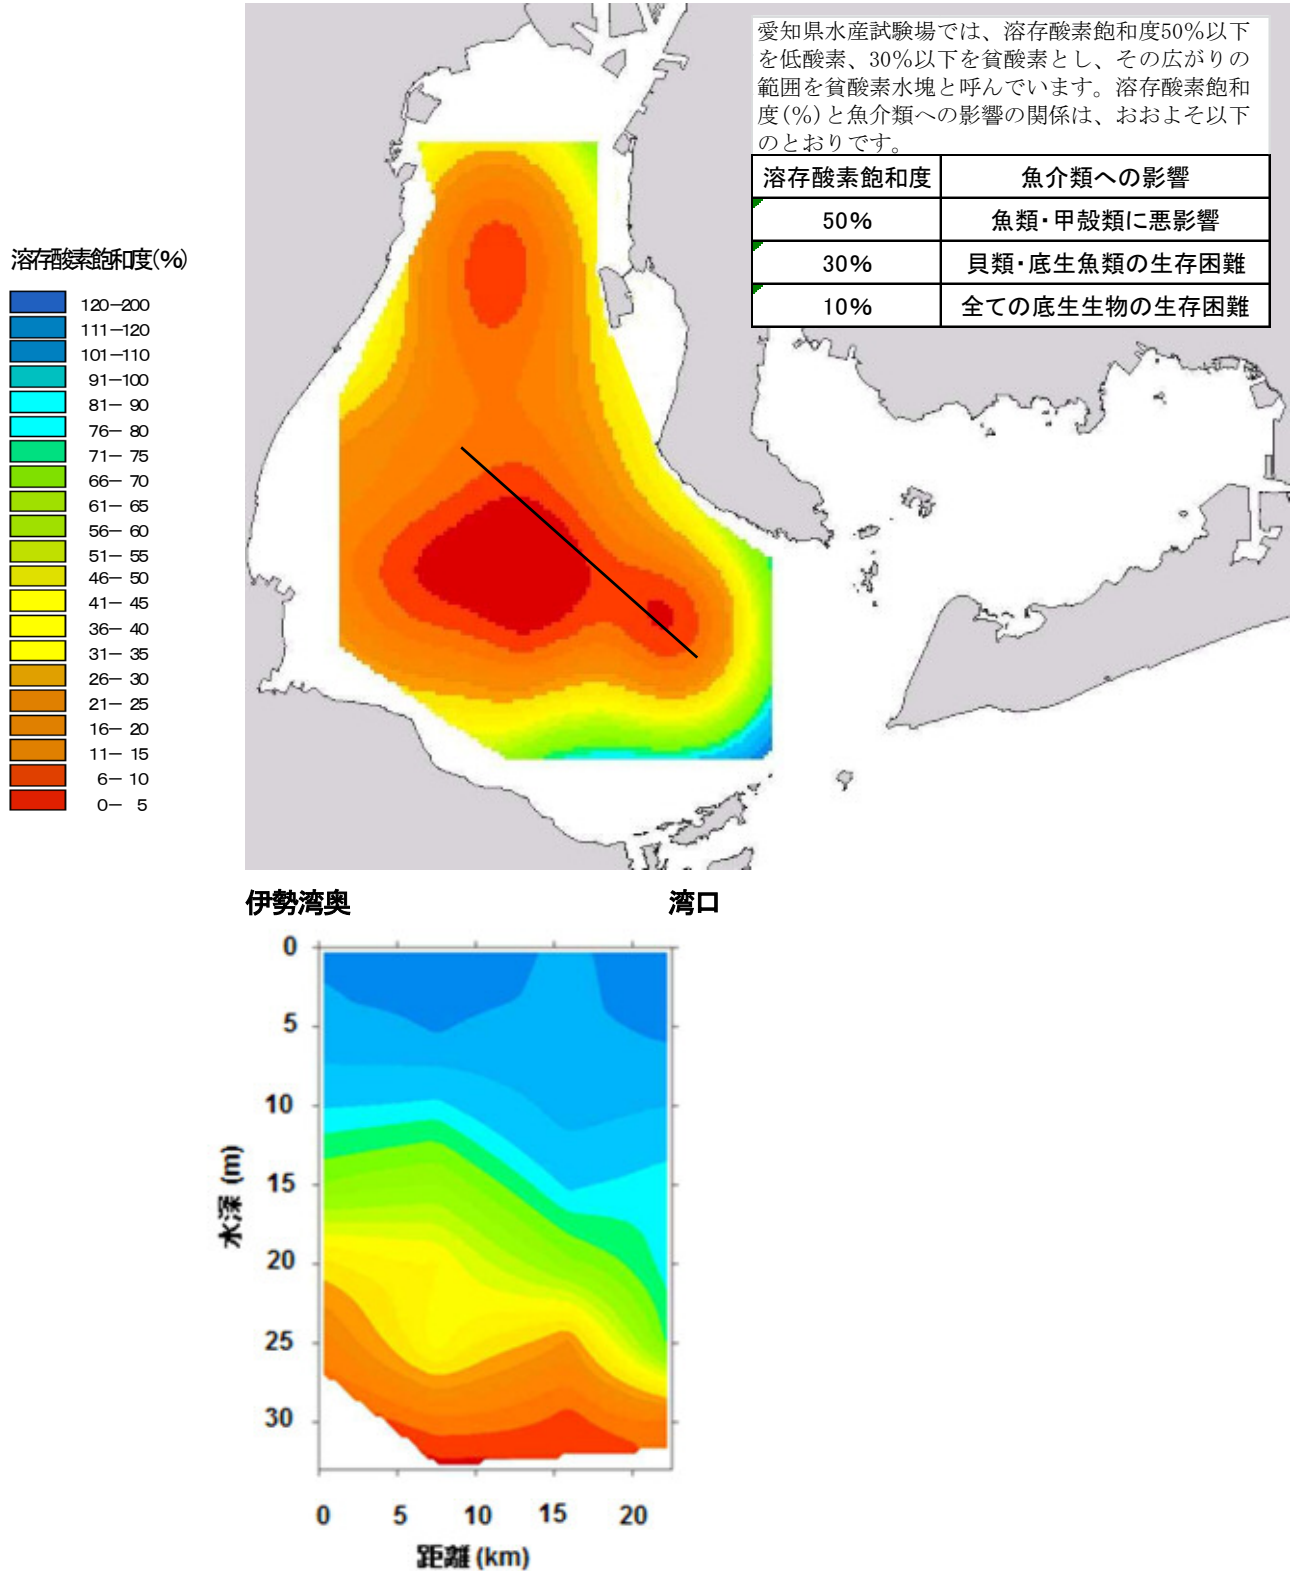 愛知県水産試験場では、溶存酸素飽和度50%以下
を低酸素、30%以下を貧酸素とし、その広がりの
範囲を貧酸素水塊と呼んでいます。溶存酸素飽和
度(%)と魚介類への影響の関係は、おおよそ以下
のとおりです。
溶存酸素飽和度 魚介類への影響
50% 魚類・甲殻類に悪影響
30% 貝類・底生魚類の生存困難
10% 全ての底生生物の生存困難
溶存酸素飽和度(%)
120-200
111-120
101-110
91-100
81- 90
76- 80
71- 75
66- 70
61- 65
56- 60
51- 55
46- 50
41- 45
36- 40
31- 35
26- 30
21- 25
16- 20
11- 15
6- 10
0- 5
伊勢湾奥 湾口
0
5
10
15
20
25
30
水深 (m)
0 5 10 15 20
距離 (km)